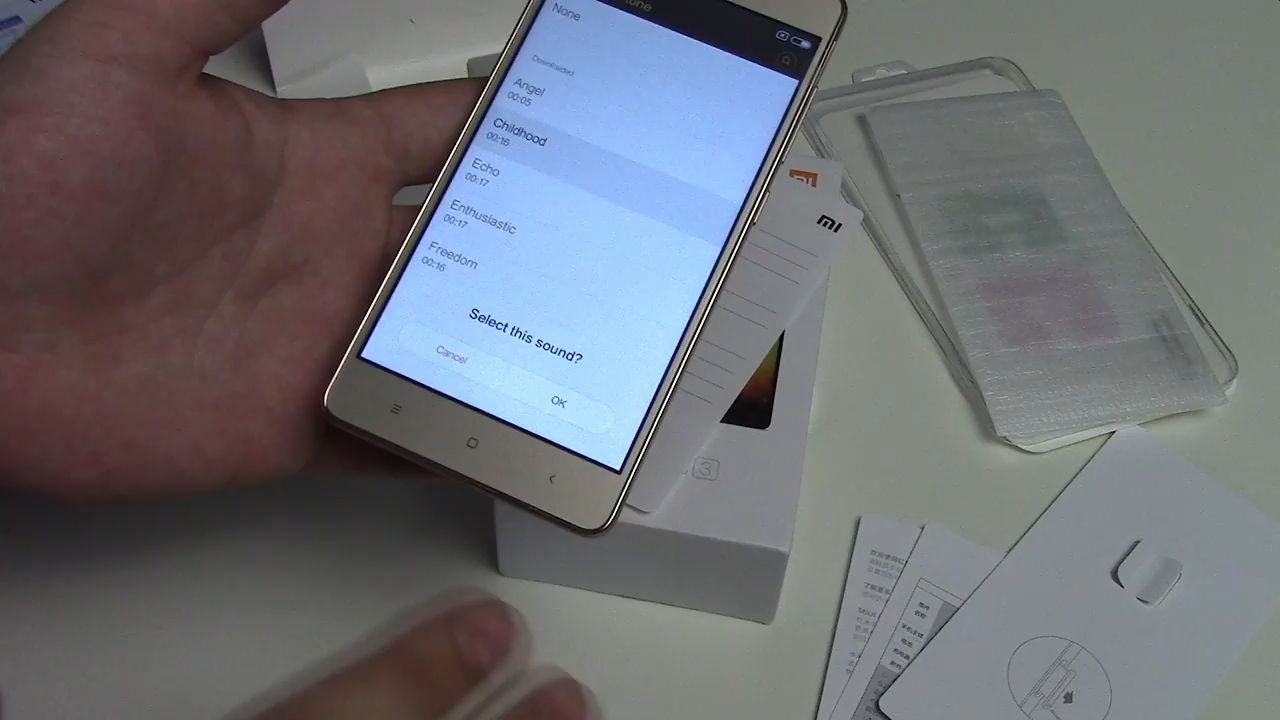 None
Downloaded
Angel
00:05
Childhood
00:16
Echo
00:17
Enthusiastic
00:17
Freedom
00:16
Select this sound?
Cancel
OK
mi
3
MIUI